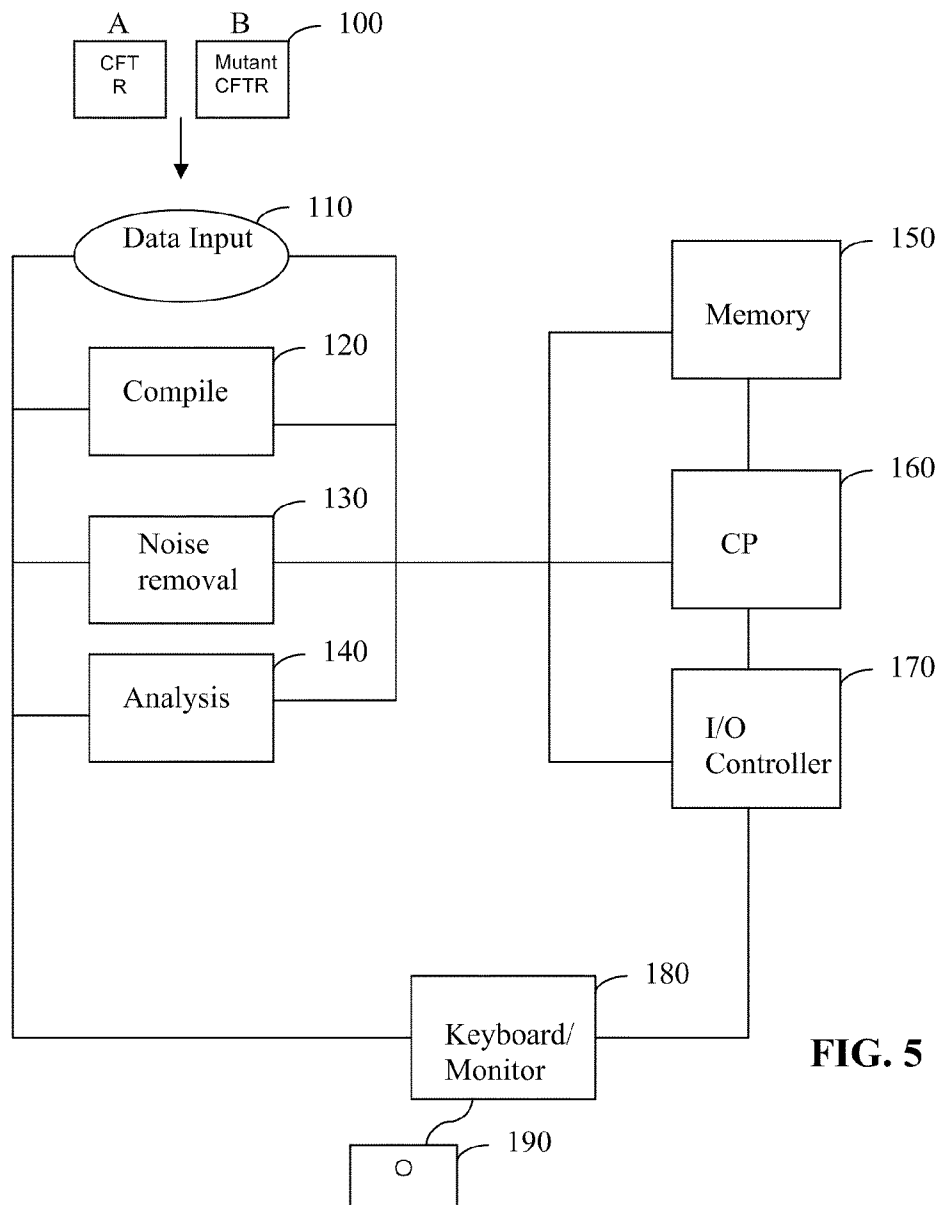 A B 100
CFT
R
Mutant
CFTR
110
Data Input
150
Memory
120
Compile
160
CP
130
Noise
removal
140
Analysis
170
I/O
Controller
180
Keyboard/
Monitor
FIG. 5
190